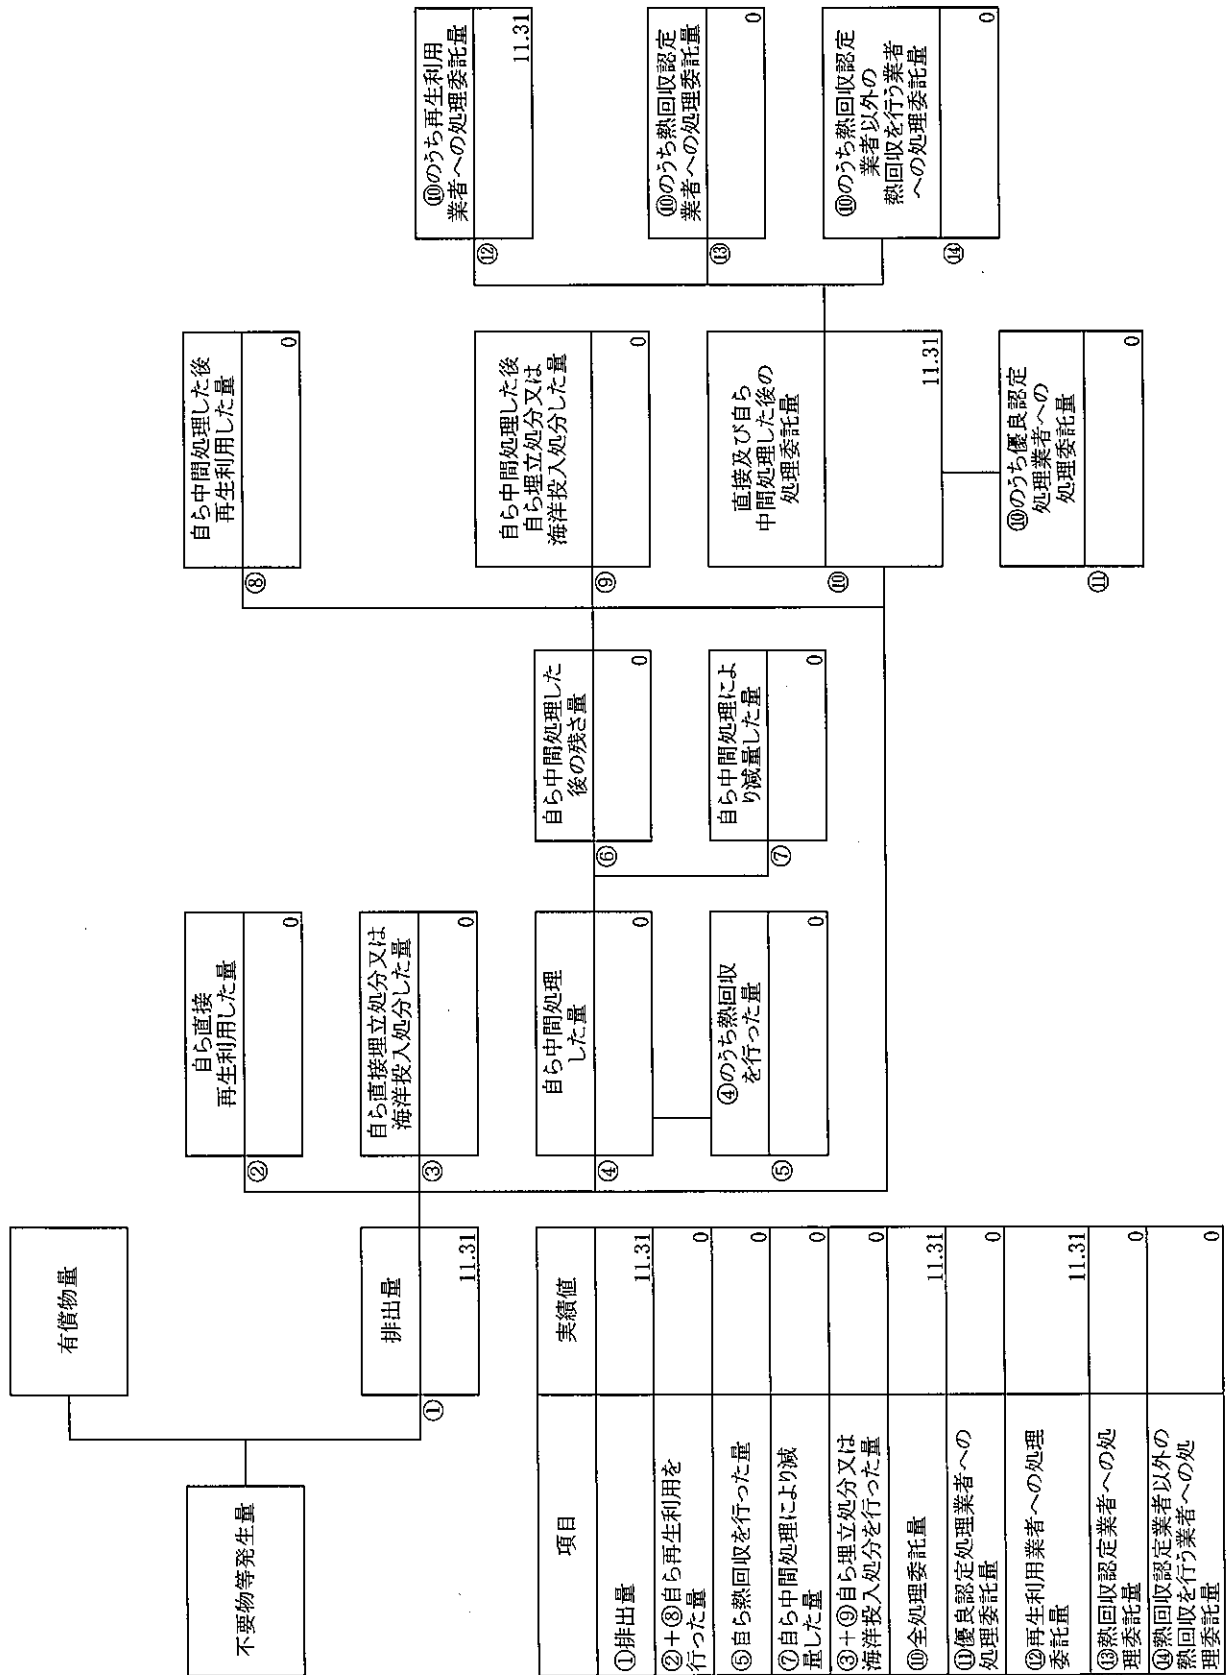 不要物等発生量
有償物量
①
排出量
11.31
②
自ら直接
再生利用した量
0
③
自ら直接埋立処分又は
海洋投入処分した量
0
④
自ら中間処理
した量
0
⑤
④のうち熱回収
を行った量
0
⑥
自ら中間処理した
後の残さ量
0
⑦
自ら中間処理によ
り減量した量
0
⑧
自ら中間処理した後
再生利用した量
0
⑨
自ら中間処理した後
自ら埋立処分又は
海洋投入処分した量
0
⑩
直接及び自ら
中間処理した後の
処理委託量
11.31
⑪
⑩のうち優良認定
処理業者への
処理委託量
0
⑫
⑩のうち再生利用
業者への処理委託量
11.31
⑬
⑩のうち熱回収認定
業者への処理委託量
0
⑭
⑩のうち熱回収認定
業者以外の
熱回収を行う業者
への処理委託量
0
項目 実績値
①排出量 11.31
②+⑧自ら再生利用を
行った量 0
⑤自ら熱回収を行った量 0
⑦自ら中間処理により減
量した量 0
③+⑨自ら埋立処分又は
海洋投入処分を行った量 0
⑩全処理委託量 11.31
⑪優良認定処理業者への
処理委託量 0
⑫再生利用業者への処理
委託量 11.31
⑬熱回収認定業者への処
理委託量 0
⑭熱回収認定業者以外の
熱回収を行う業者への処
理委託量 0